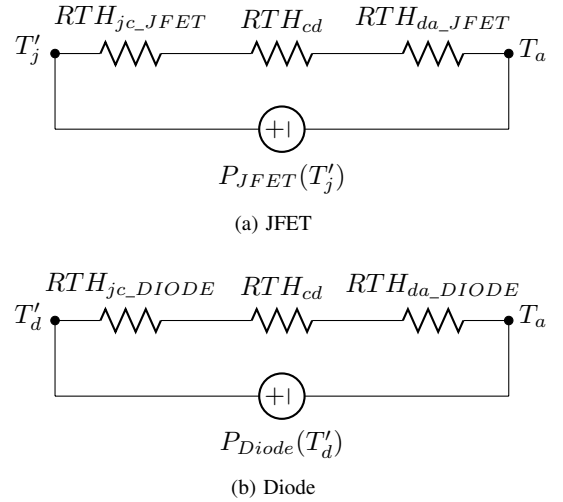 RTH_{jc\_JFET} RTH_{cd} RTH_{da\_JFET}
T'_j T_a
+ −
P_{JFET}(T'_j)
(a) JFET
RTH_{jc\_DIODE} RTH_{cd} RTH_{da\_DIODE}
T'_d T_a
+ −
P_{Diode}(T'_d)
(b) Diode